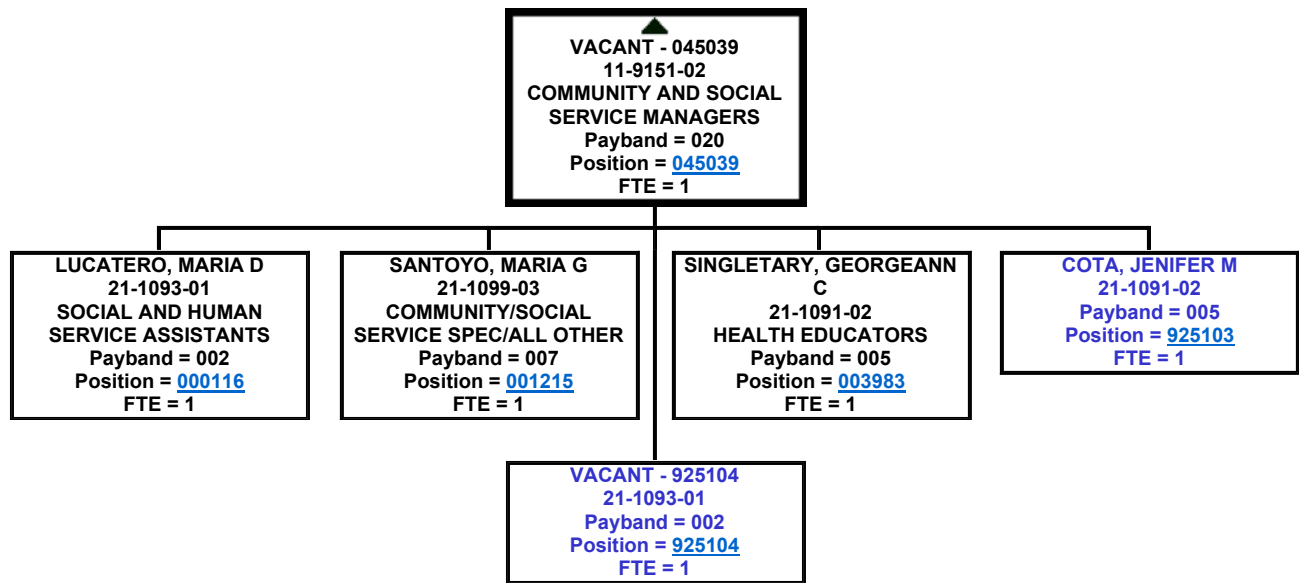 VACANT - 045039
11-9151-02
COMMUNITY AND SOCIAL
SERVICE MANAGERS
Payband = 020
Position = 045039
FTE = 1
LUCATERO, MARIA D
21-1093-01
SOCIAL AND HUMAN
SERVICE ASSISTANTS
Payband = 002
Position = 000116
FTE = 1
SANTOYO, MARIA G
21-1099-03
COMMUNITY/SOCIAL
SERVICE SPEC/ALL OTHER
Payband = 007
Position = 001215
FTE = 1
SINGLETARY, GEORGEANN
C
21-1091-02
HEALTH EDUCATORS
Payband = 005
Position = 003983
FTE = 1
COTA, JENIFER M
21-1091-02
Payband = 005
Position = 925103
FTE = 1
VACANT - 925104
21-1093-01
Payband = 002
Position = 925104
FTE = 1